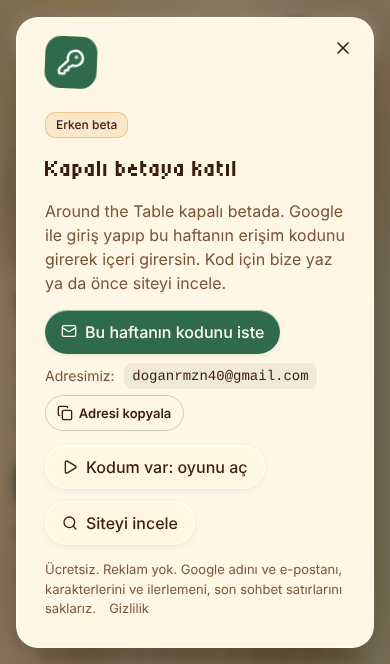 Erken beta
Kapalı betaya katıl
Around the Table kapalı betada. Google
ile giriş yapıp bu haftanın erişim kodunu
girerek içeri girersin. Kod için bize yaz
ya da önce siteyi incele.
Bu haftanın kodunu iste
Adresimiz: doganrmzn40@gmail.com
Adresi kopyala
Kodum var: oyunu aç
Siteyi incele
Ücretsiz. Reklam yok. Google adını ve e-postanı,
karakterlerini ve ilerlemeni, son sohbet satırlarını
saklarız. Gizlilik